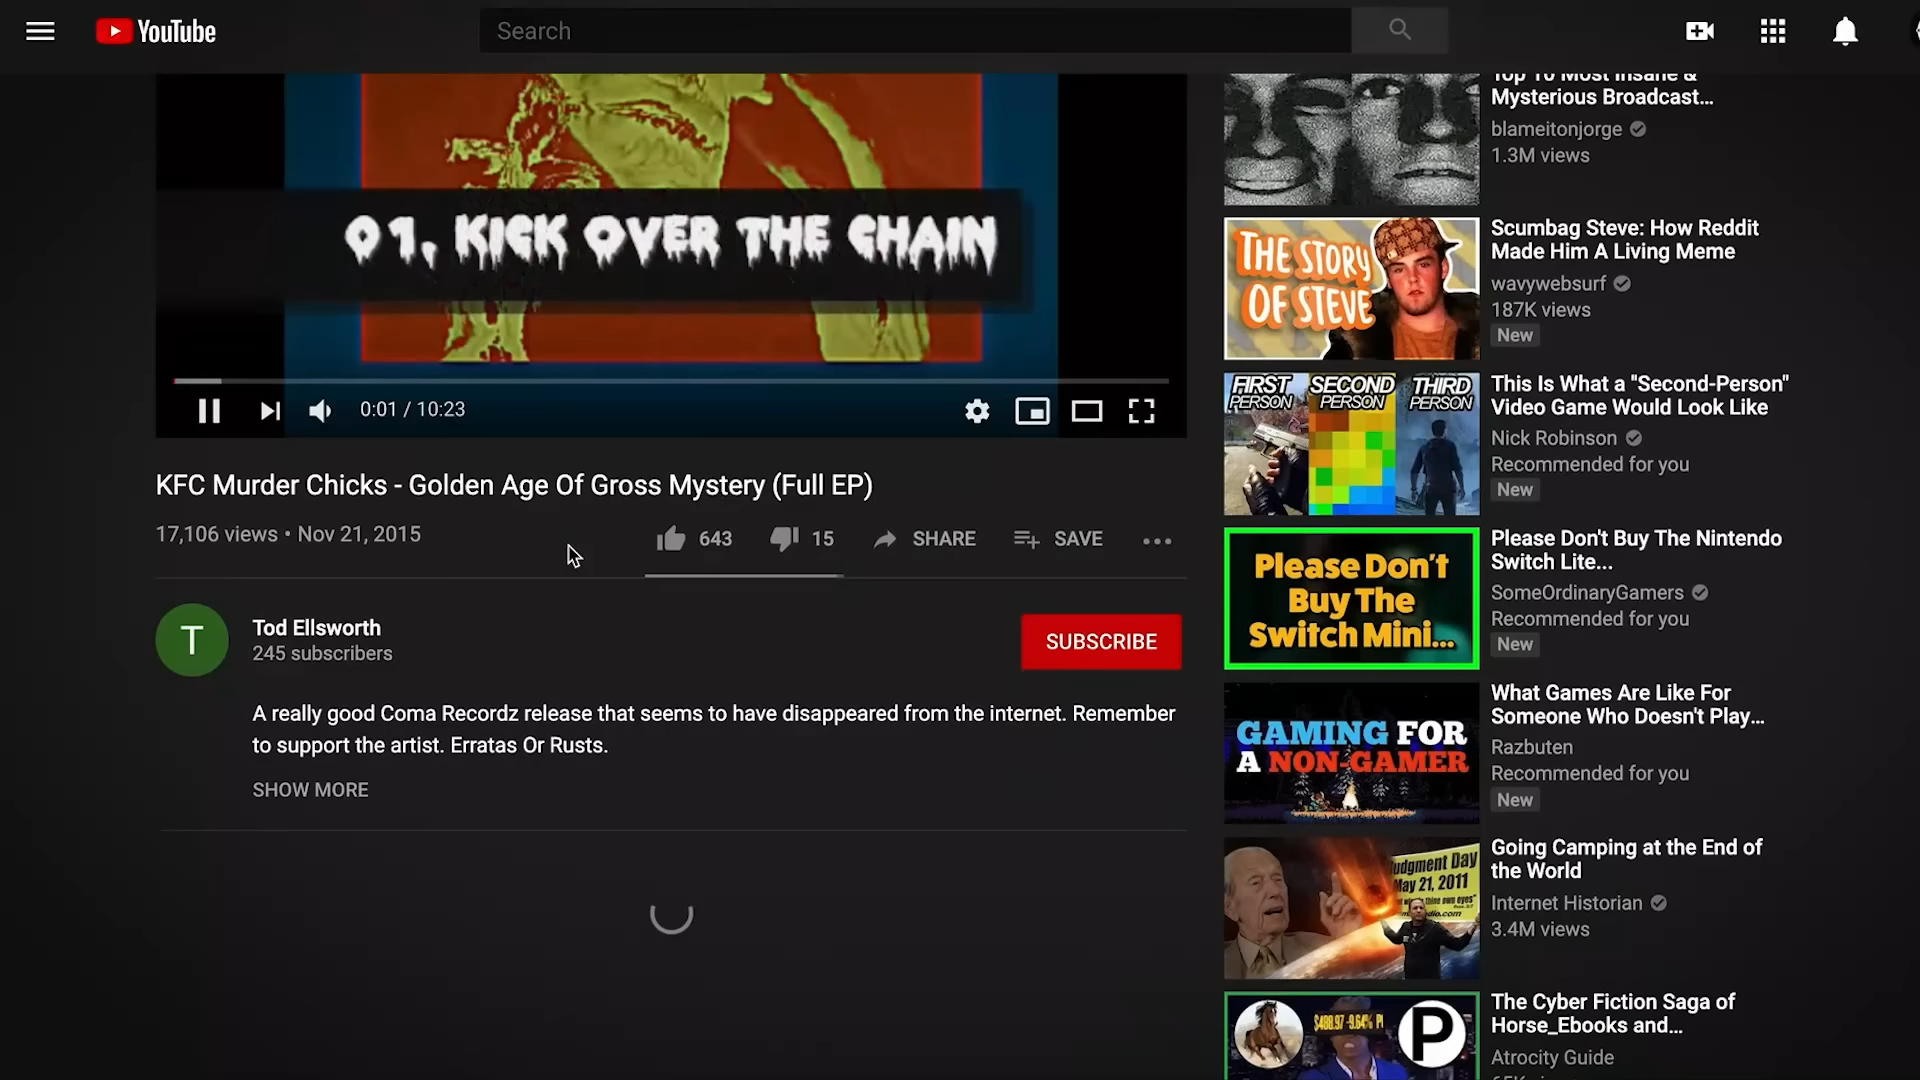 YouTube
Search
01. KICK OVER THE CHAIN
0:01 / 10:23
KFC Murder Chicks - Golden Age Of Gross Mystery (Full EP)
17,106 views • Nov 21, 2015
643
15
SHARE
SAVE
T
Tod Ellsworth
245 subscribers
SUBSCRIBE
A really good Coma Recordz release that seems to have disappeared from the internet. Remember
to support the artist. Erratas Or Rusts.
SHOW MORE
Top 10 Most Insane &
Mysterious Broadcast...
blameitonjorge
1.3M views
THE STORY
OF STEVE
Scumbag Steve: How Reddit
Made Him A Living Meme
wavywebsurf
187K views
New
FIRST PERSON
SECOND PERSON
THIRD PERSON
This Is What a "Second-Person"
Video Game Would Look Like
Nick Robinson
Recommended for you
New
Please Don't
Buy The
Switch Mini...
Please Don't Buy The Nintendo
Switch Lite...
SomeOrdinaryGamers
Recommended for you
New
GAMING FOR
A NON-GAMER
What Games Are Like For
Someone Who Doesn't Play...
Razbuten
Recommended for you
New
Judgment Day
May 21, 2011
Going Camping at the End of
the World
Internet Historian
3.4M views
$488.97 -9.64%
P
The Cyber Fiction Saga of
Horse_Ebooks and...
Atrocity Guide